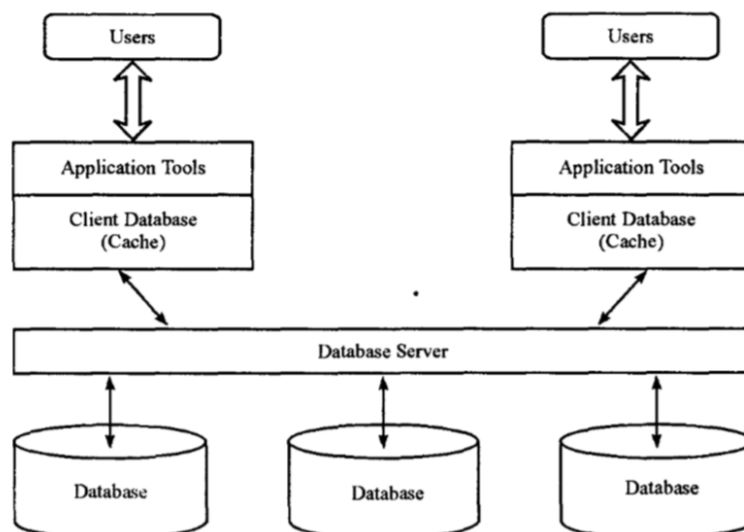 Users
Users
Application Tools
Application Tools
Client Database
(Cache)
Client Database
(Cache)
Database Server
Database
Database
Database